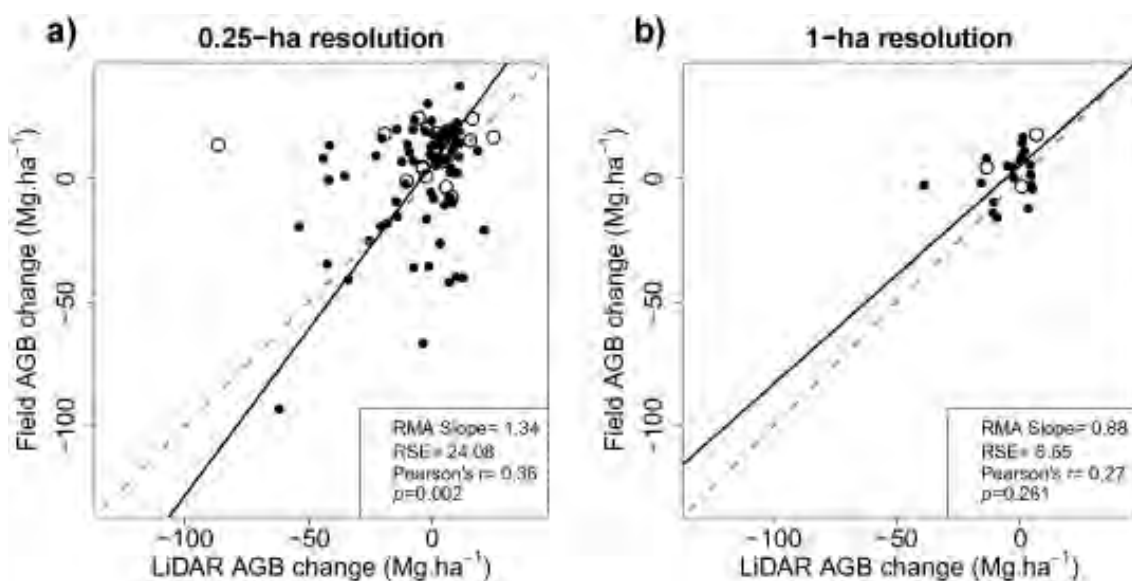 a) 0.25−ha resolution
Field AGB change (Mg.ha⁻¹)
0
−50
−100
−100 −50 0
LiDAR AGB change (Mg.ha⁻¹)
RMA Slope= 1.34
RSE= 24.08
Pearson's r= 0.36
p=0.002
b) 1−ha resolution
Field AGB change (Mg.ha⁻¹)
0
−50
−100
−100 −50 0
LiDAR AGB change (Mg.ha⁻¹)
RMA Slope= 0.88
Pearson's r= 0.27
p=0.261